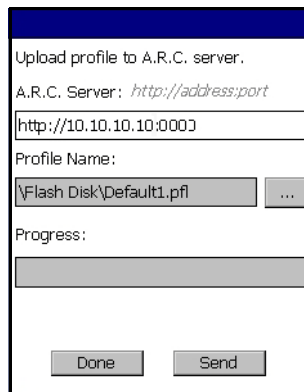 Upload profile to A.R.C. server.
A.R.C. Server: http://address:port
http://10.10.10.10:0000
Profile Name:
\Flash Disk\Default1.pfl
...
Progress:
Done Send